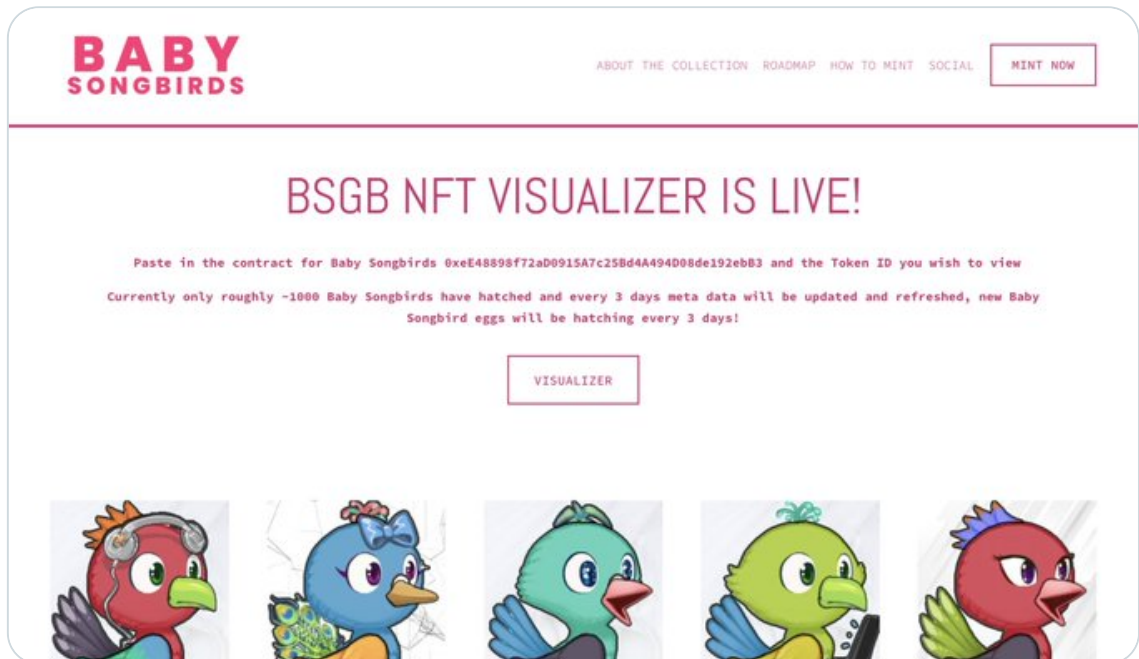 BABY
SONGBIRDS
ABOUT THE COLLECTION ROADMAP HOW TO MINT SOCIAL MINT NOW
BSGB NFT VISUALIZER IS LIVE!
Paste in the contract for Baby Songbirds 0xeE48898f72aD0915A7c25Bd4A494D08de192ebB3 and the Token ID you wish to view
Currently only roughly ~1000 Baby Songbirds have hatched and every 3 days meta data will be updated and refreshed, new Baby
Songbird eggs will be hatching every 3 days!
VISUALIZER